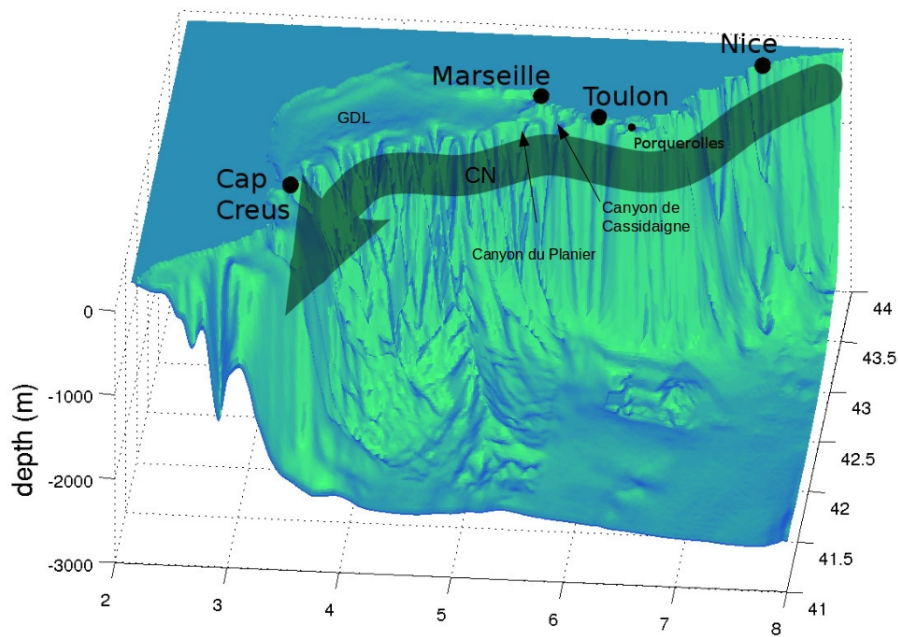 Nice
Marseille
Toulon
GDL
Porquerolles
Cap
Creus
CN
Canyon de
Cassidaigne
Canyon du Planier
depth (m)
0
-1000
-2000
-3000
2
3
4
5
6
7
8
44
43.5
43
42.5
42
41.5
41